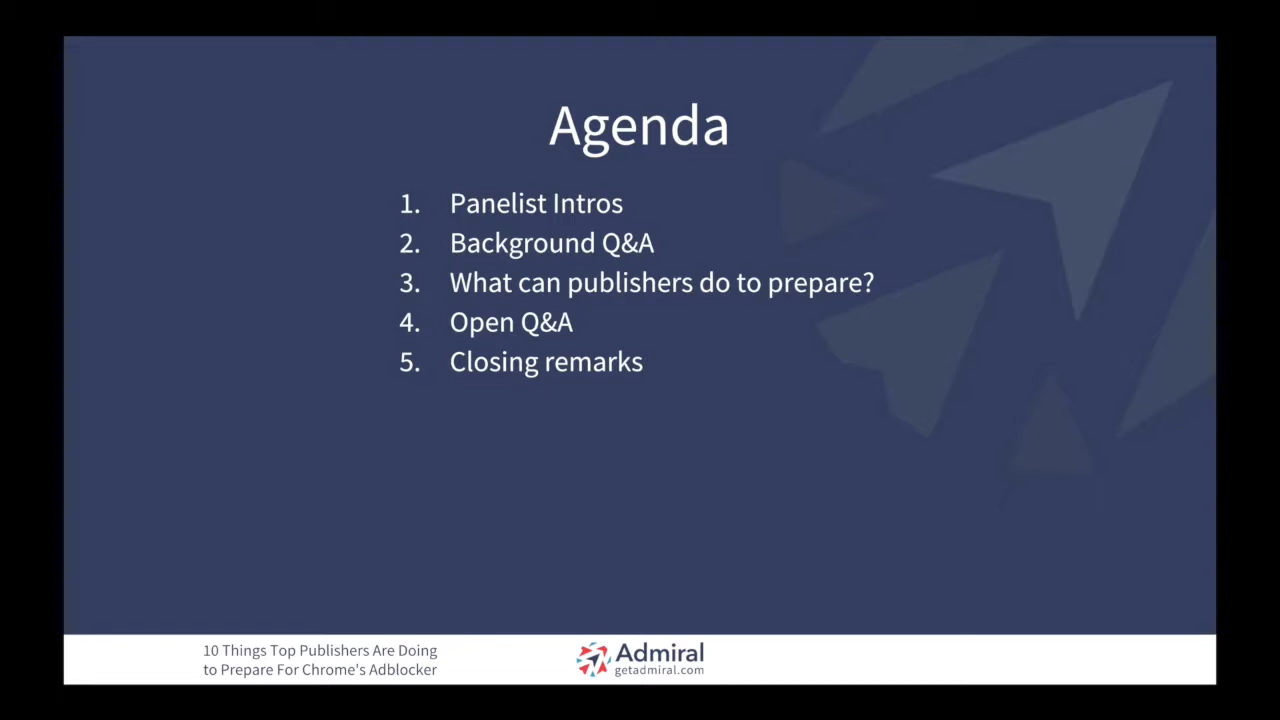 Agenda
1. Panelist Intros
2. Background Q&A
3. What can publishers do to prepare?
4. Open Q&A
5. Closing remarks
10 Things Top Publishers Are Doing
to Prepare For Chrome's Adblocker
Admiral
getadmiral.com